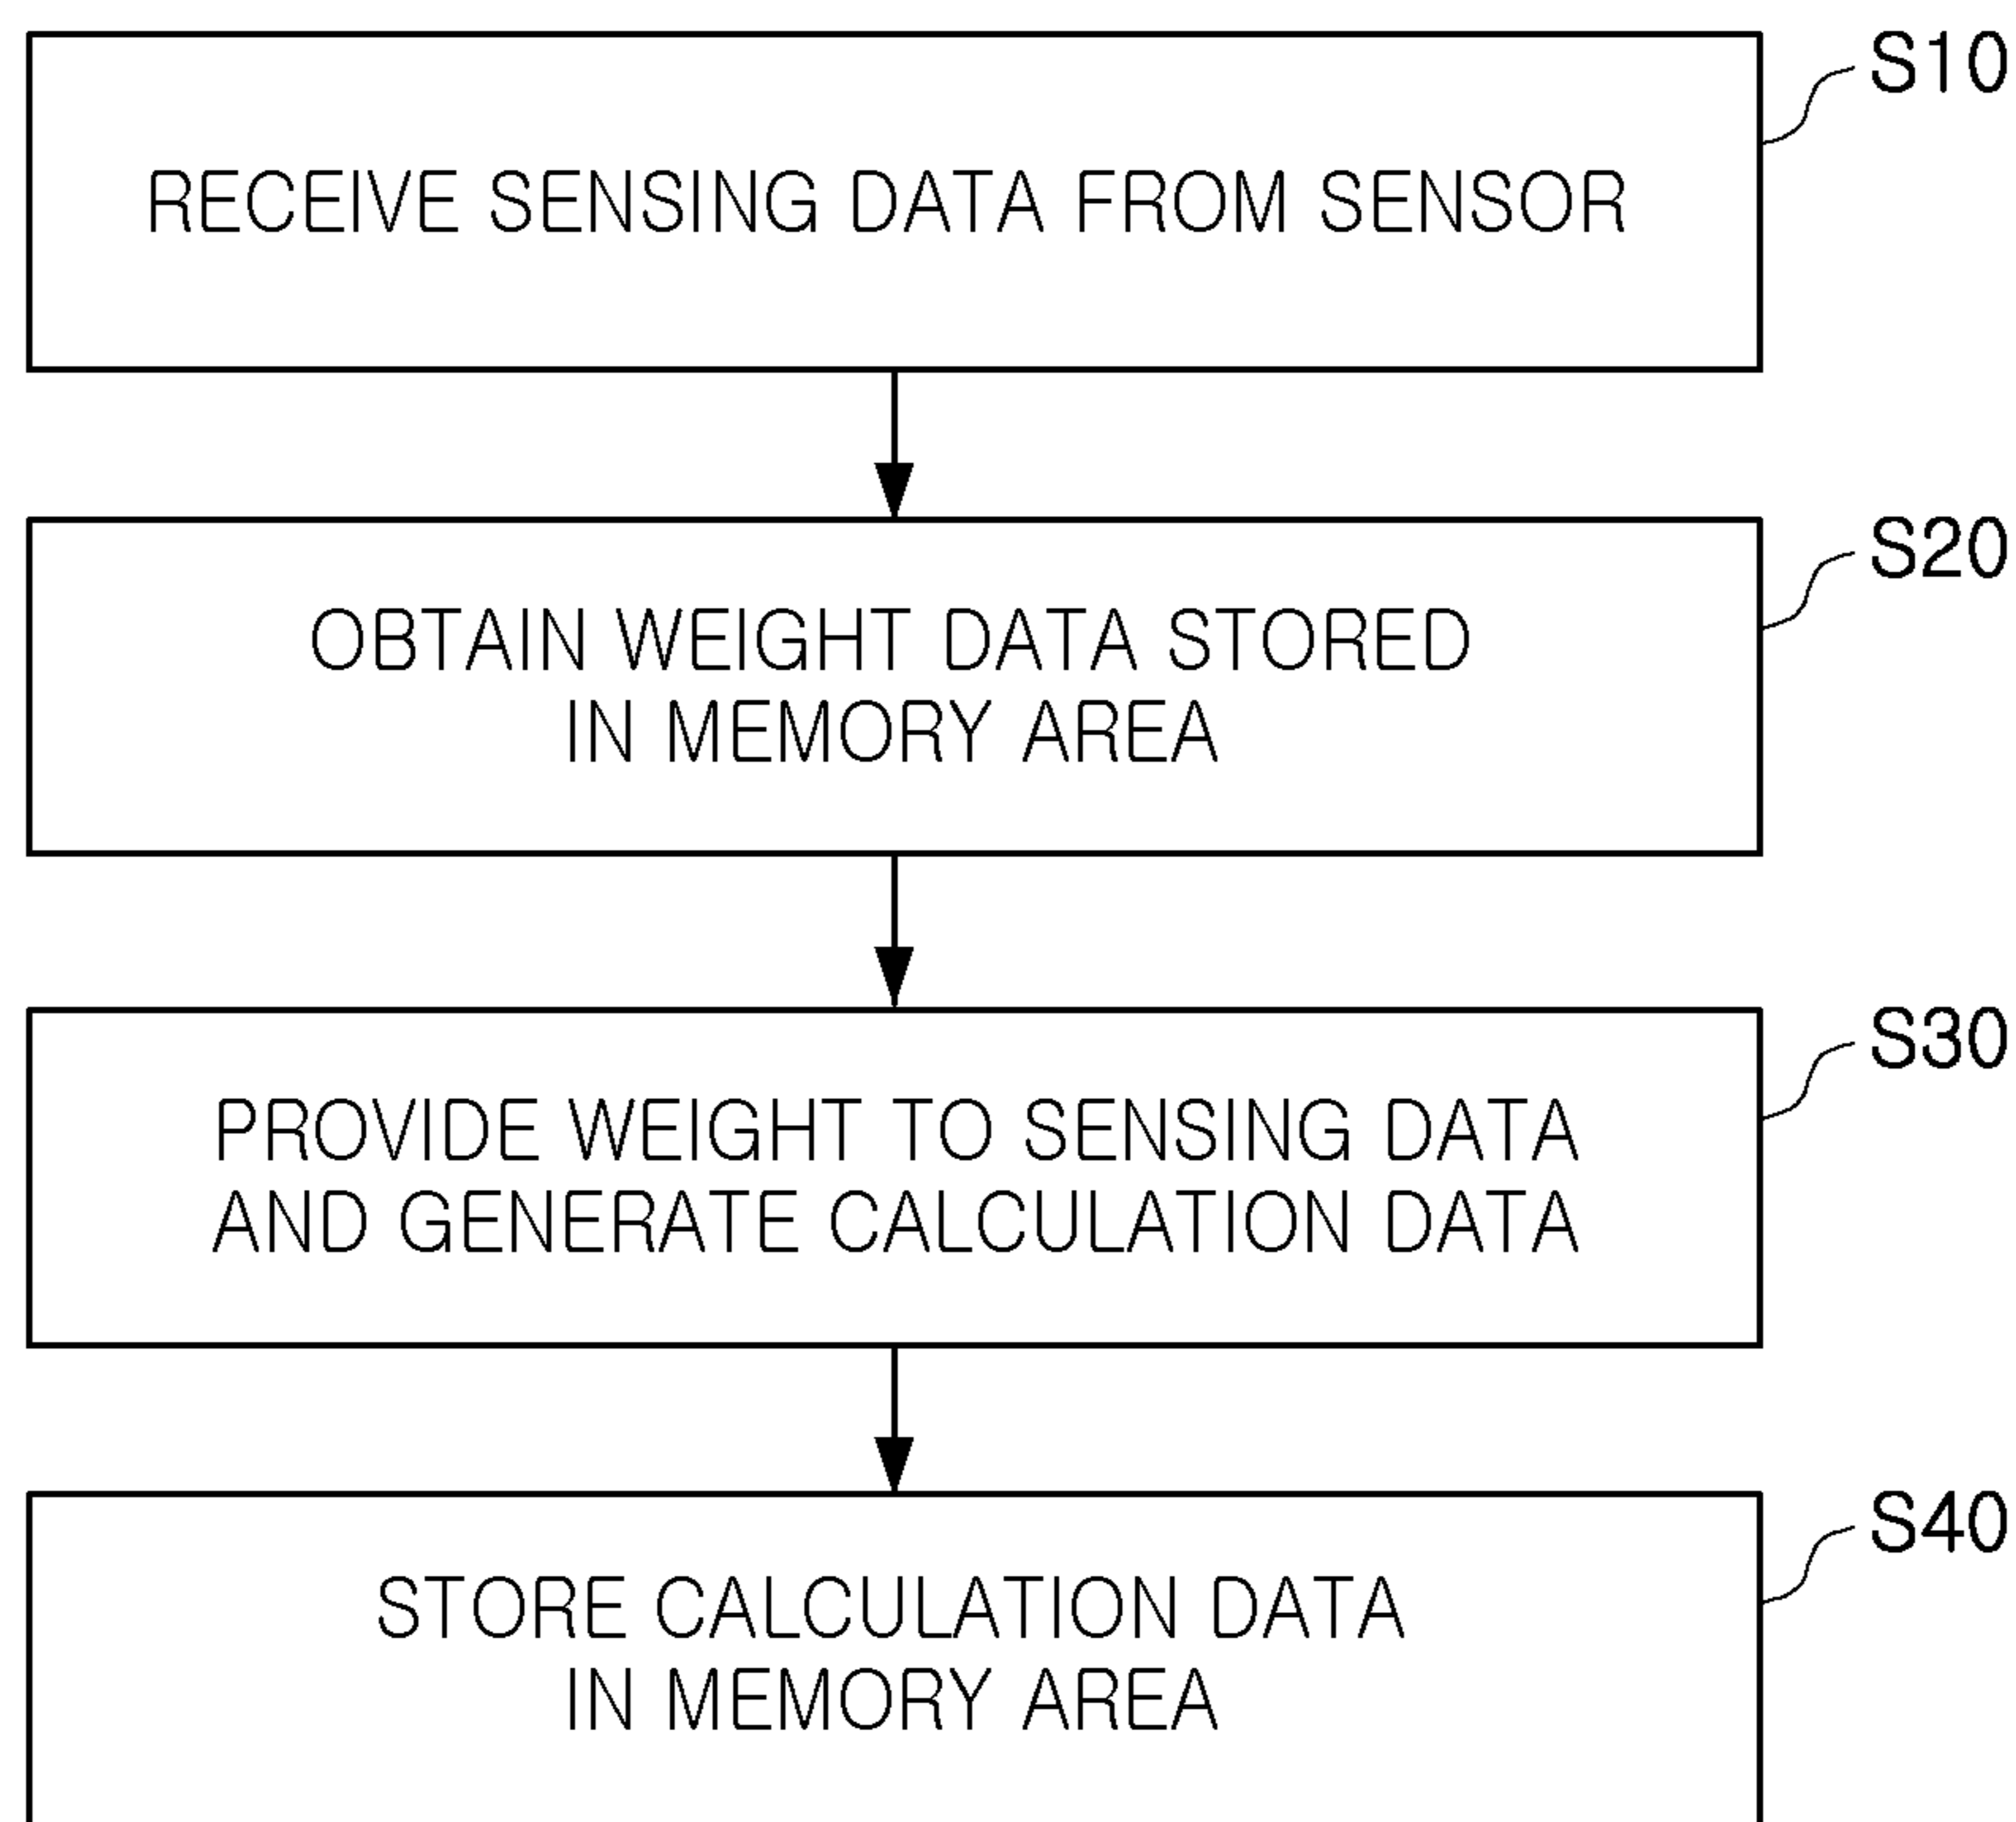 S10
RECEIVE SENSING DATA FROM SENSOR
S20
OBTAIN WEIGHT DATA STORED
IN MEMORY AREA
S30
PROVIDE WEIGHT TO SENSING DATA
AND GENERATE CALCULATION DATA
S40
STORE CALCULATION DATA
IN MEMORY AREA